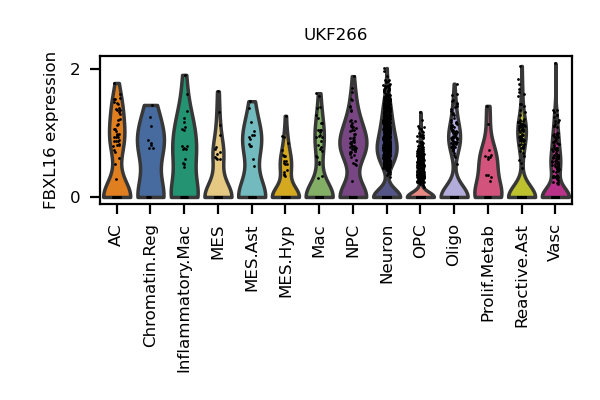 UKF266
FBXL16 expression
2
0
AC
Chromatin.Reg
Inflammatory.Mac
MES
MES.Ast
MES.Hyp
Mac
NPC
Neuron
OPC
Oligo
Prolif.Metab
Reactive.Ast
Vasc